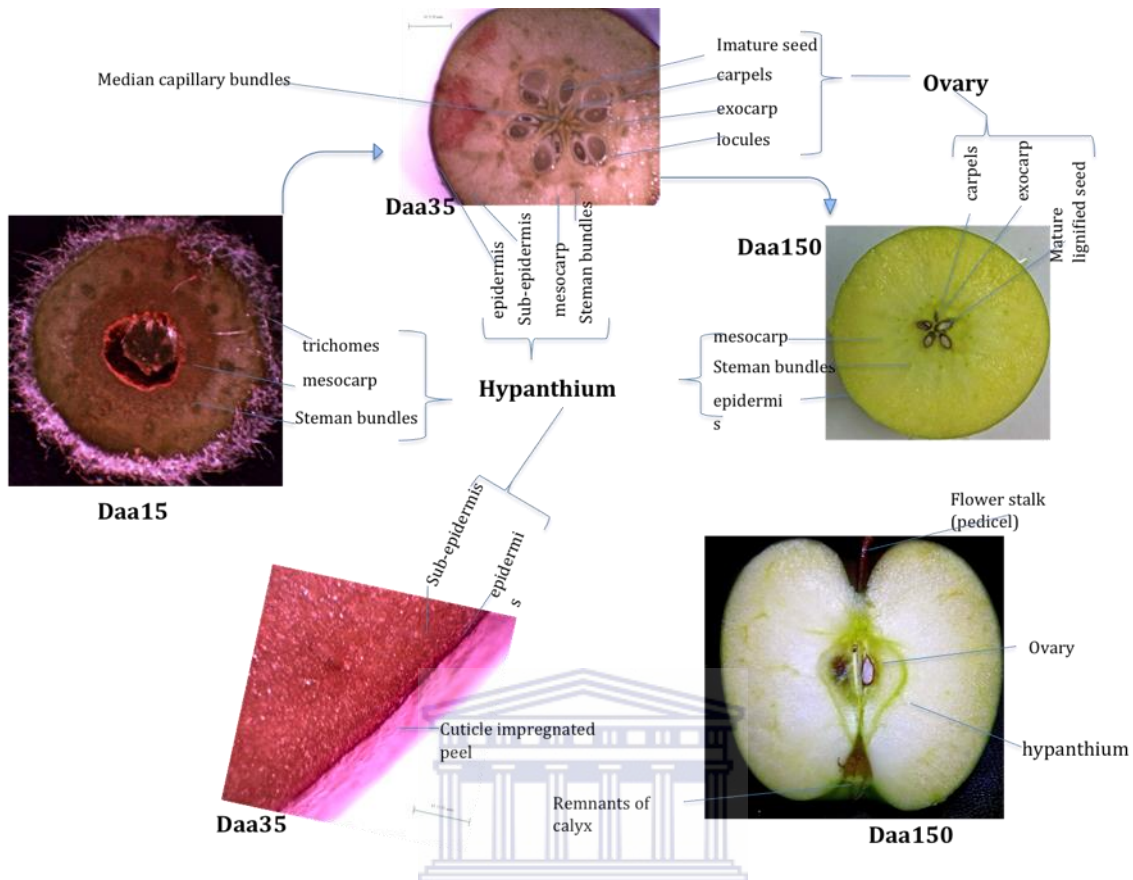 Median capillary bundles
Imature seed
carpels
exocarp
locules
Ovary
carpels
exocarp
Mature
lignified seed
Daa35
Daa150
epidermis
Sub-epidermis
mesocarp
Steman bundles
trichomes
mesocarp
Steman bundles
Hypanthium
mesocarp
Steman bundles
epidermi
s
Daa15
Sub-epidermis
epidermi
s
Flower stalk
(pedicel)
Ovary
hypanthium
Cuticle impregnated
peel
Remnants of
calyx
Daa35
Daa150